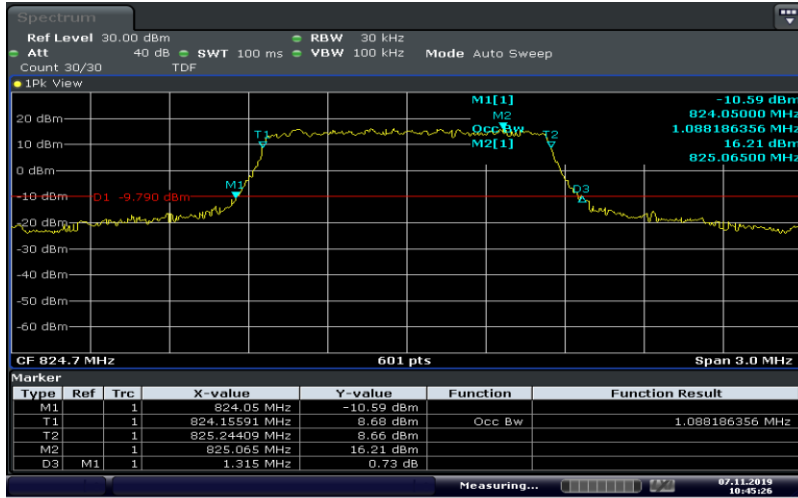 Spectrum
Ref Level 30.00 dBm RBW 30 kHz
Att 40 dB SWT 100 ms VBW 100 kHz Mode Auto Sweep
Count 30/30 TDF
1Pk View
M1[1] -10.59 dBm
M2 824.05000 MHz
20 dBm Occ Bw 1.088186356 MHz
T1 T2
10 dBm M2[1] 16.21 dBm
825.06500 MHz
0 dBm
M1 D3
-10 dBm D1 -9.790 dBm
-20 dBm
-30 dBm
-40 dBm
-50 dBm
-60 dBm
CF 824.7 MHz 601 pts Span 3.0 MHz
Marker
Type Ref Trc X-value Y-value Function Function Result
M1 1 824.05 MHz -10.59 dBm
T1 1 824.15591 MHz 8.68 dBm Occ Bw 1.088186356 MHz
T2 1 825.24409 MHz 8.66 dBm
M2 1 825.065 MHz 16.21 dBm
D3 M1 1 1.315 MHz 0.73 dB
Measuring... 07.11.2019
10:45:26